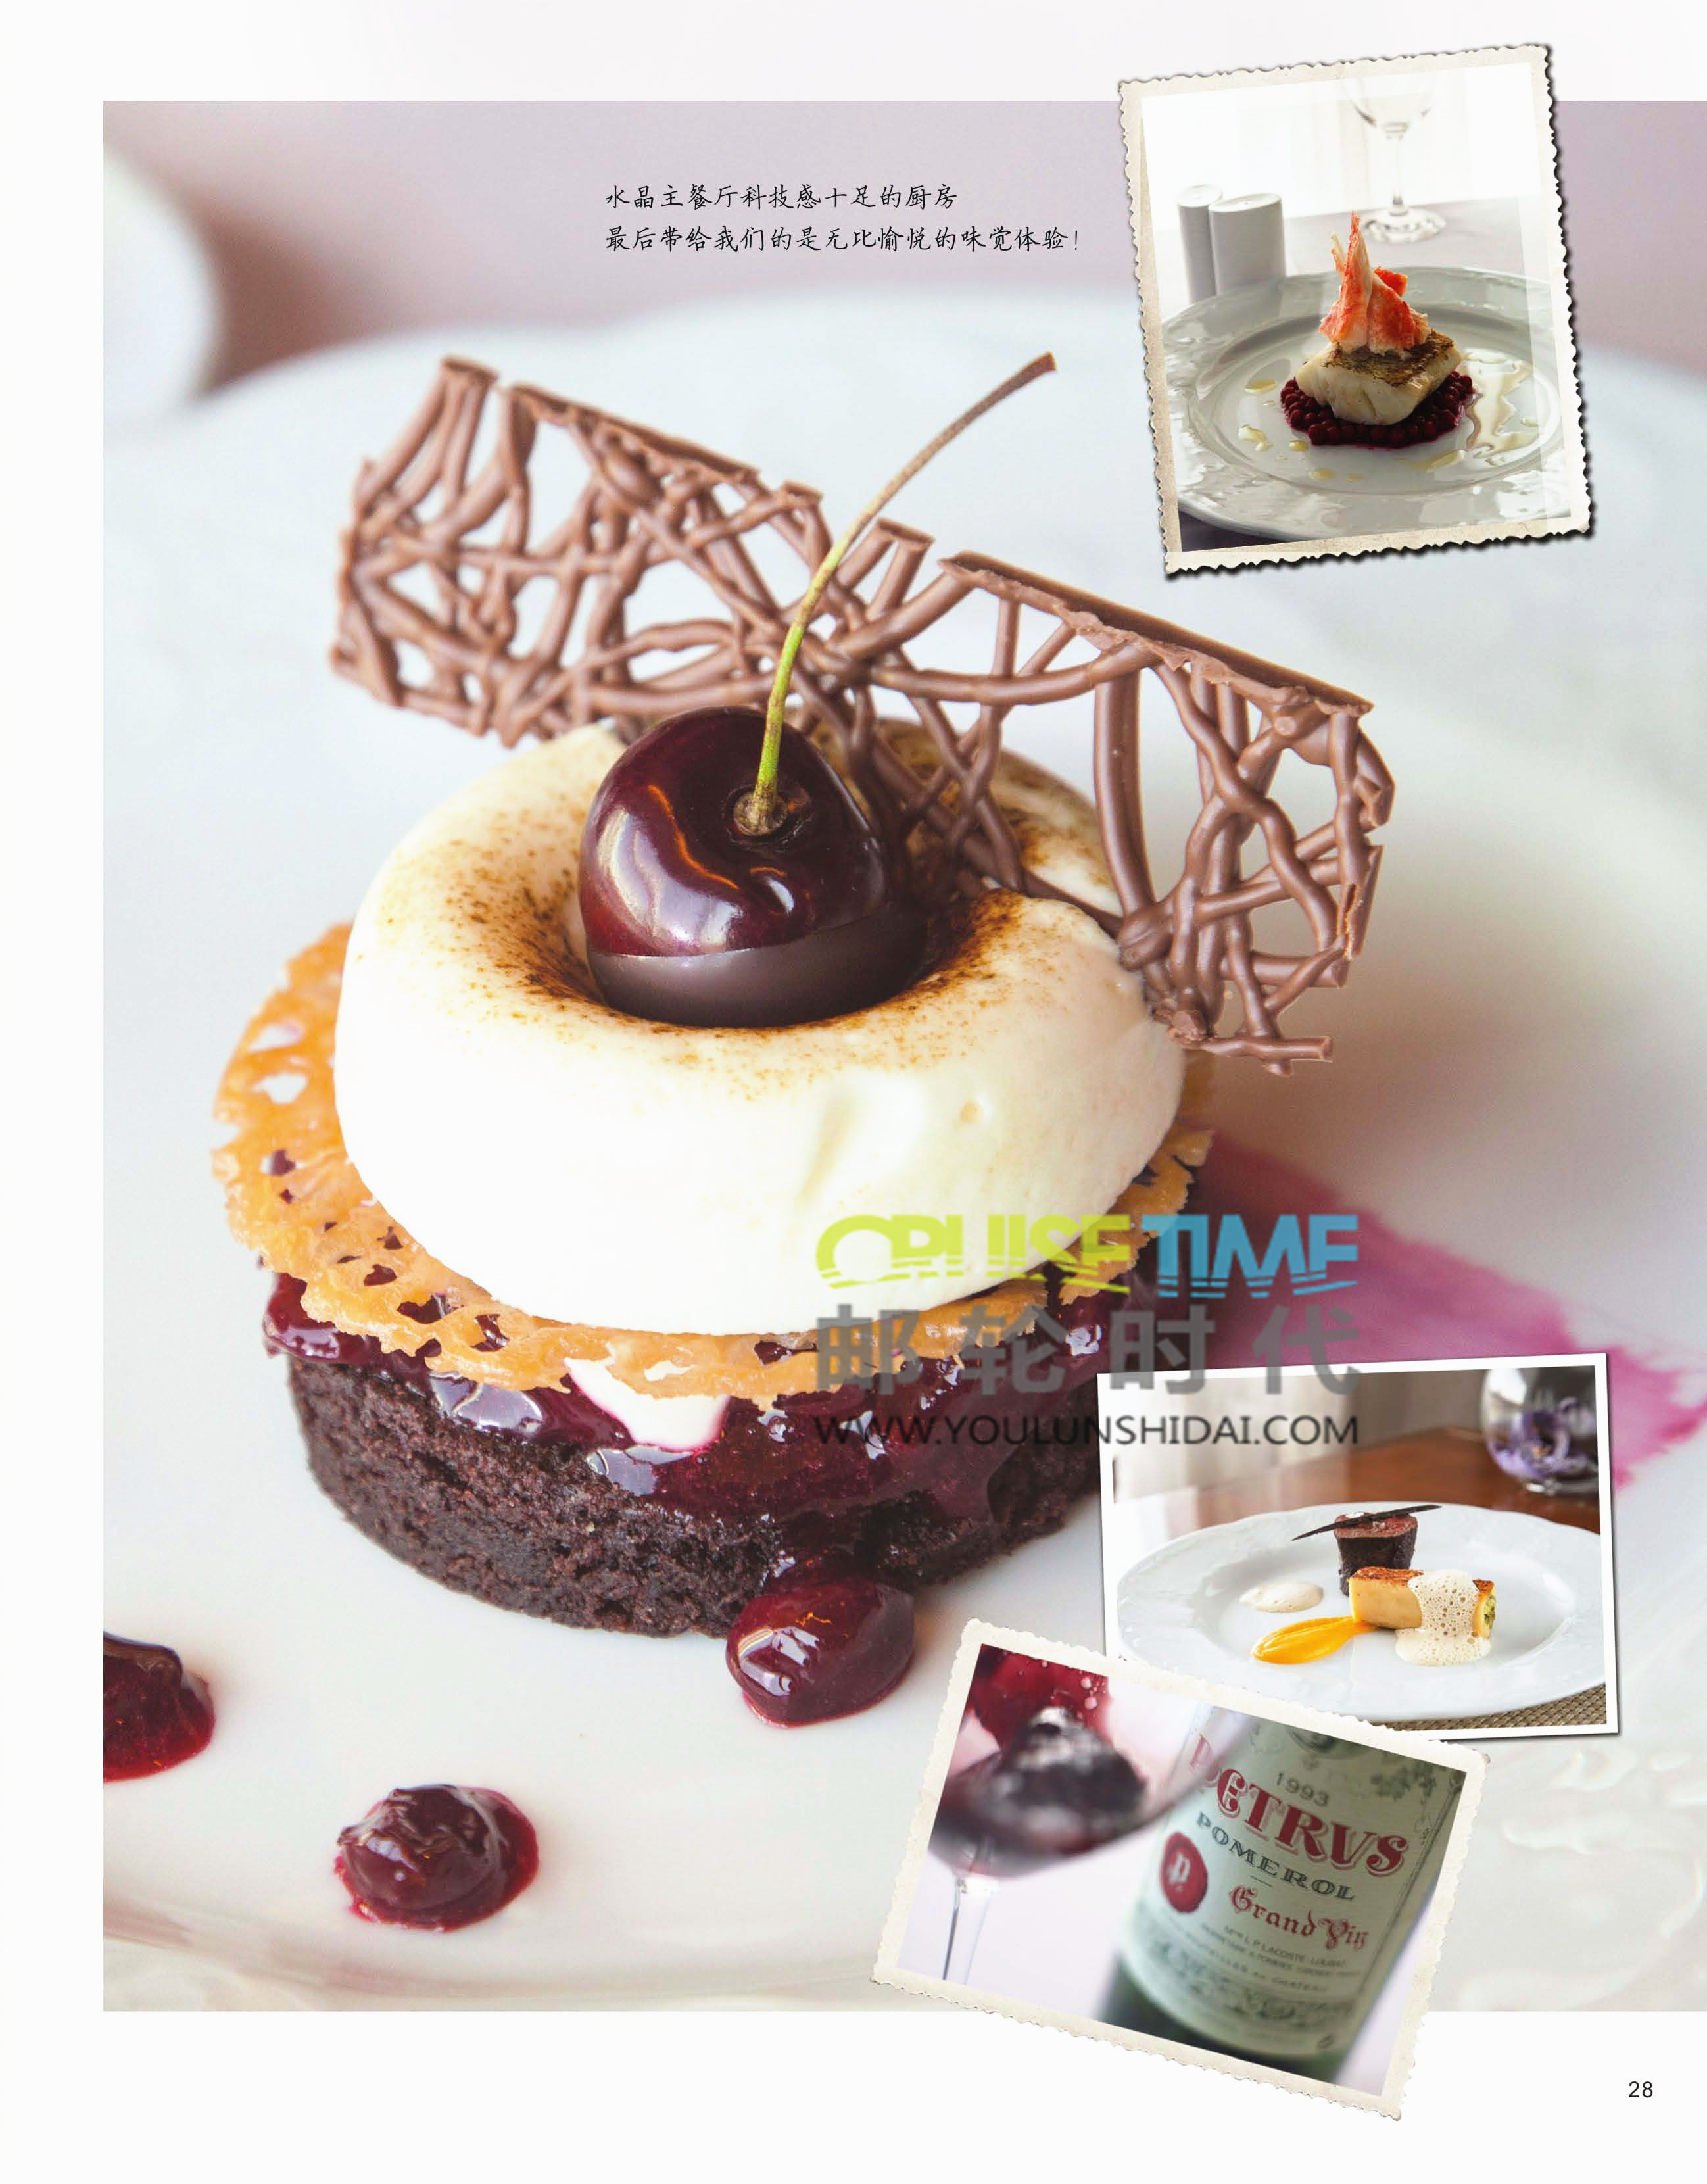 水晶主餐厅科技感十足的厨房
最后带给我们的是无比愉悦的味觉体验！
CRUISE TIME
邮轮时代
WWW.YOULUNSHIDAI.COM
1993
PETRVS
POMEROL
Grand Vin
28